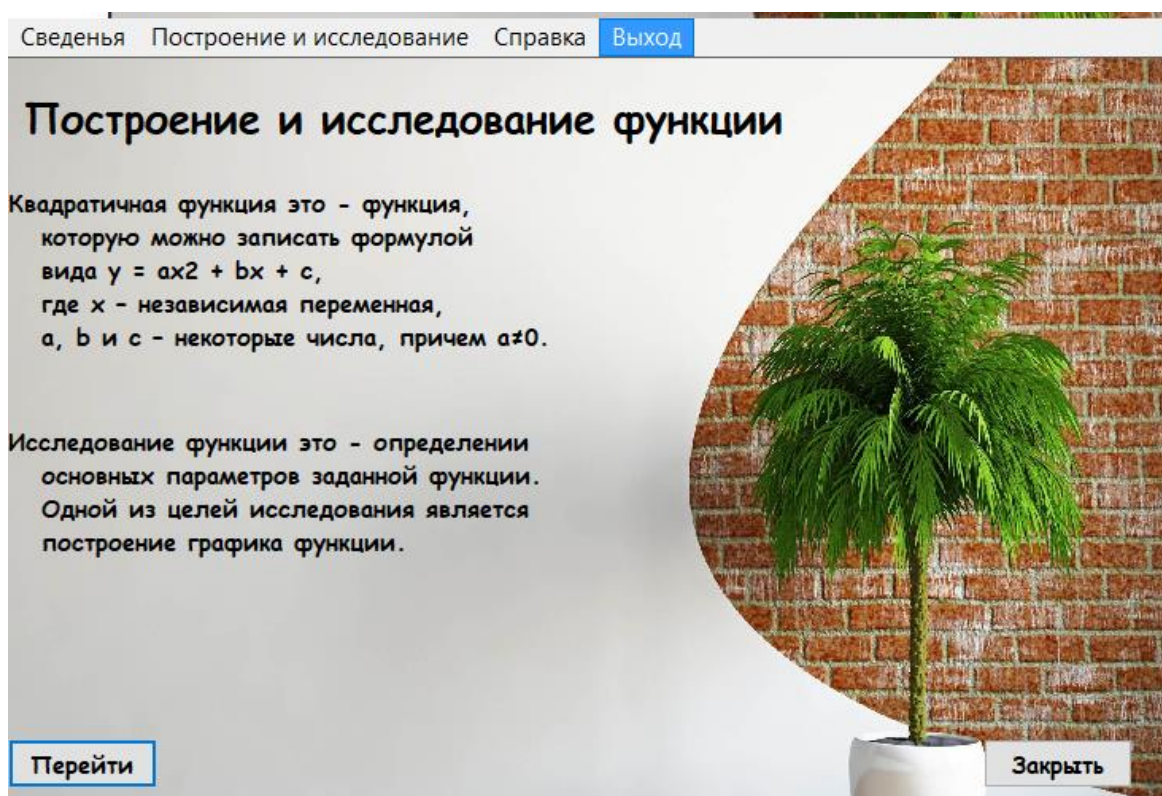 Сведенья Построение и исследование Справка Выход
Построение и исследование функции
Квадратичная функция это - функция,
которую можно записать формулой
вида y = ax2 + bx + c,
где x – независимая переменная,
a, b и c – некоторые числа, причем a≠0.
Исследование функции это - определении
основных параметров заданной функции.
Одной из целей исследования является
построение графика функции.
Перейти
Закрыть